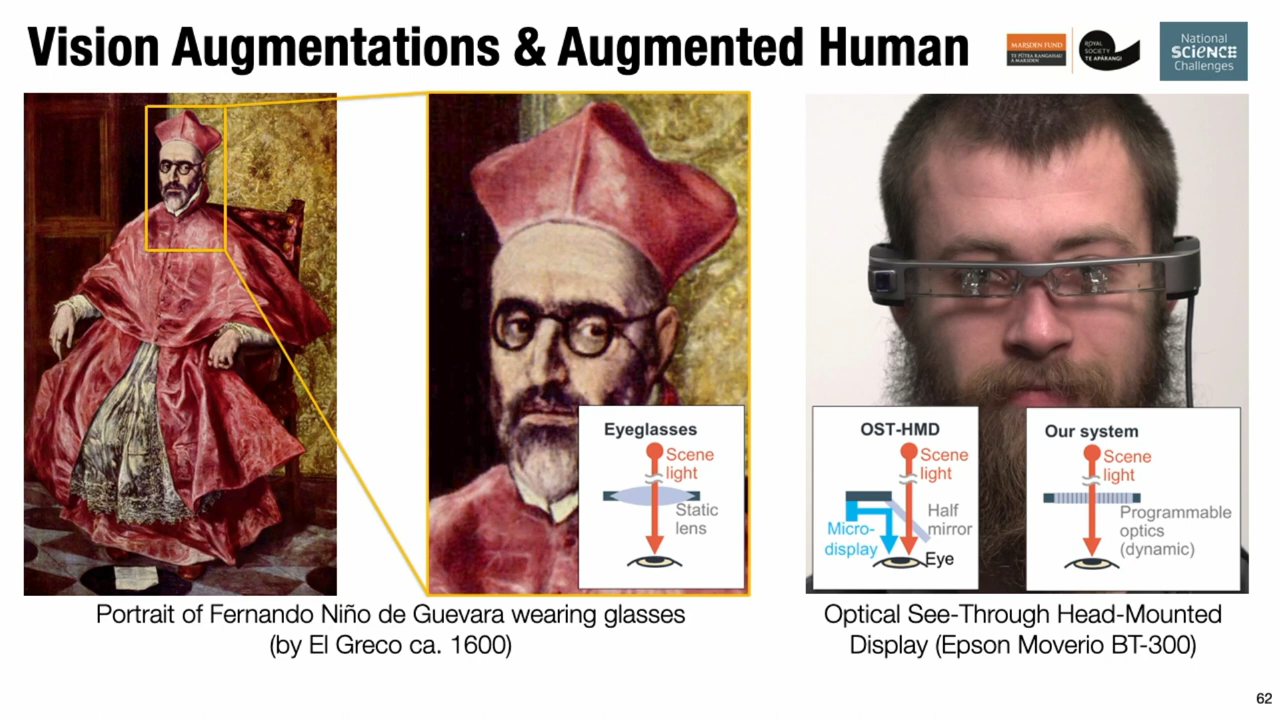 Vision Augmentations & Augmented Human
MARSDEN FUND
TE PŪTEA RANGAHAU
A MARSDEN
ROYAL
SOCIETY
TE APĀRANGI
National
SCIENCE
Challenges
Eyeglasses
Scene
light
Static
lens
OST-HMD
Scene
light
Half
mirror
Micro-
display
Eye
Our system
Scene
light
Programmable
optics
(dynamic)
Portrait of Fernando Niño de Guevara wearing glasses
(by El Greco ca. 1600)
Optical See-Through Head-Mounted
Display (Epson Moverio BT-300)
62